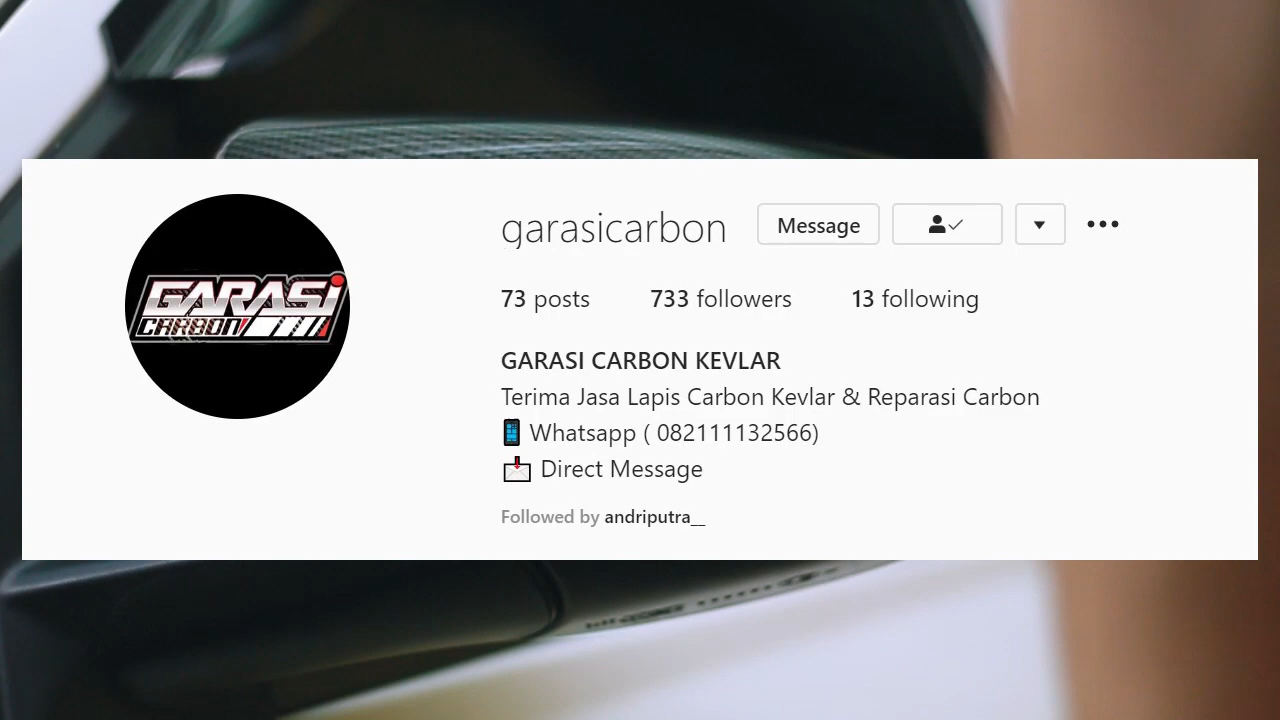 garasicarbon Message
73 posts 733 followers 13 following
GARASI CARBON KEVLAR
Terima Jasa Lapis Carbon Kevlar & Reparasi Carbon
Whatsapp ( 082111132566)
Direct Message
Followed by andriputra__
GARASI
CARBON